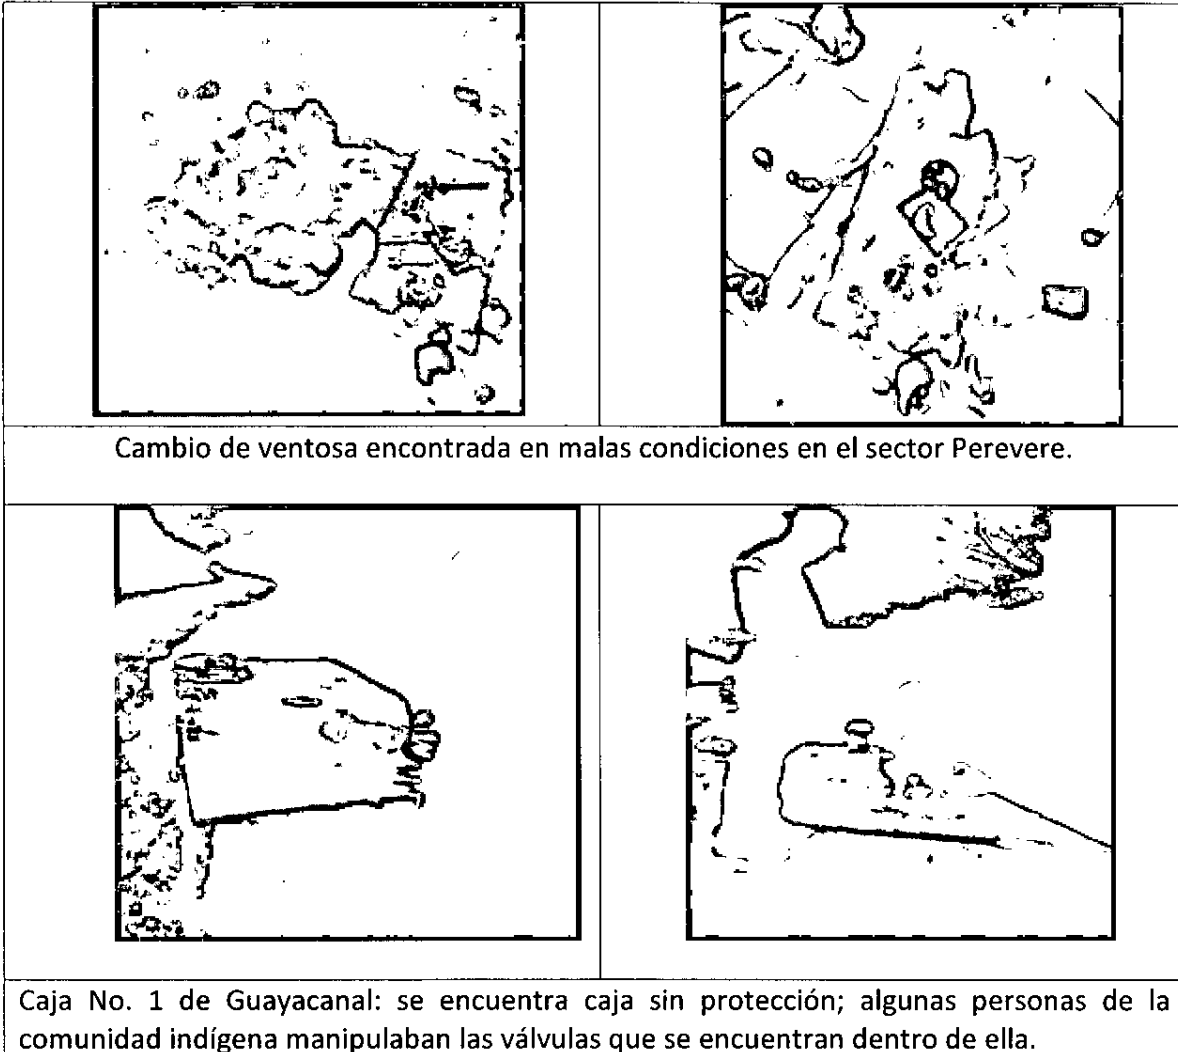 Cambio de ventosa encontrada en malas condiciones en el sector Perevere.
Caja No. 1 de Guayacanal: se encuentra caja sin protección; algunas personas de la
comunidad indígena manipulaban las válvulas que se encuentran dentro de ella.